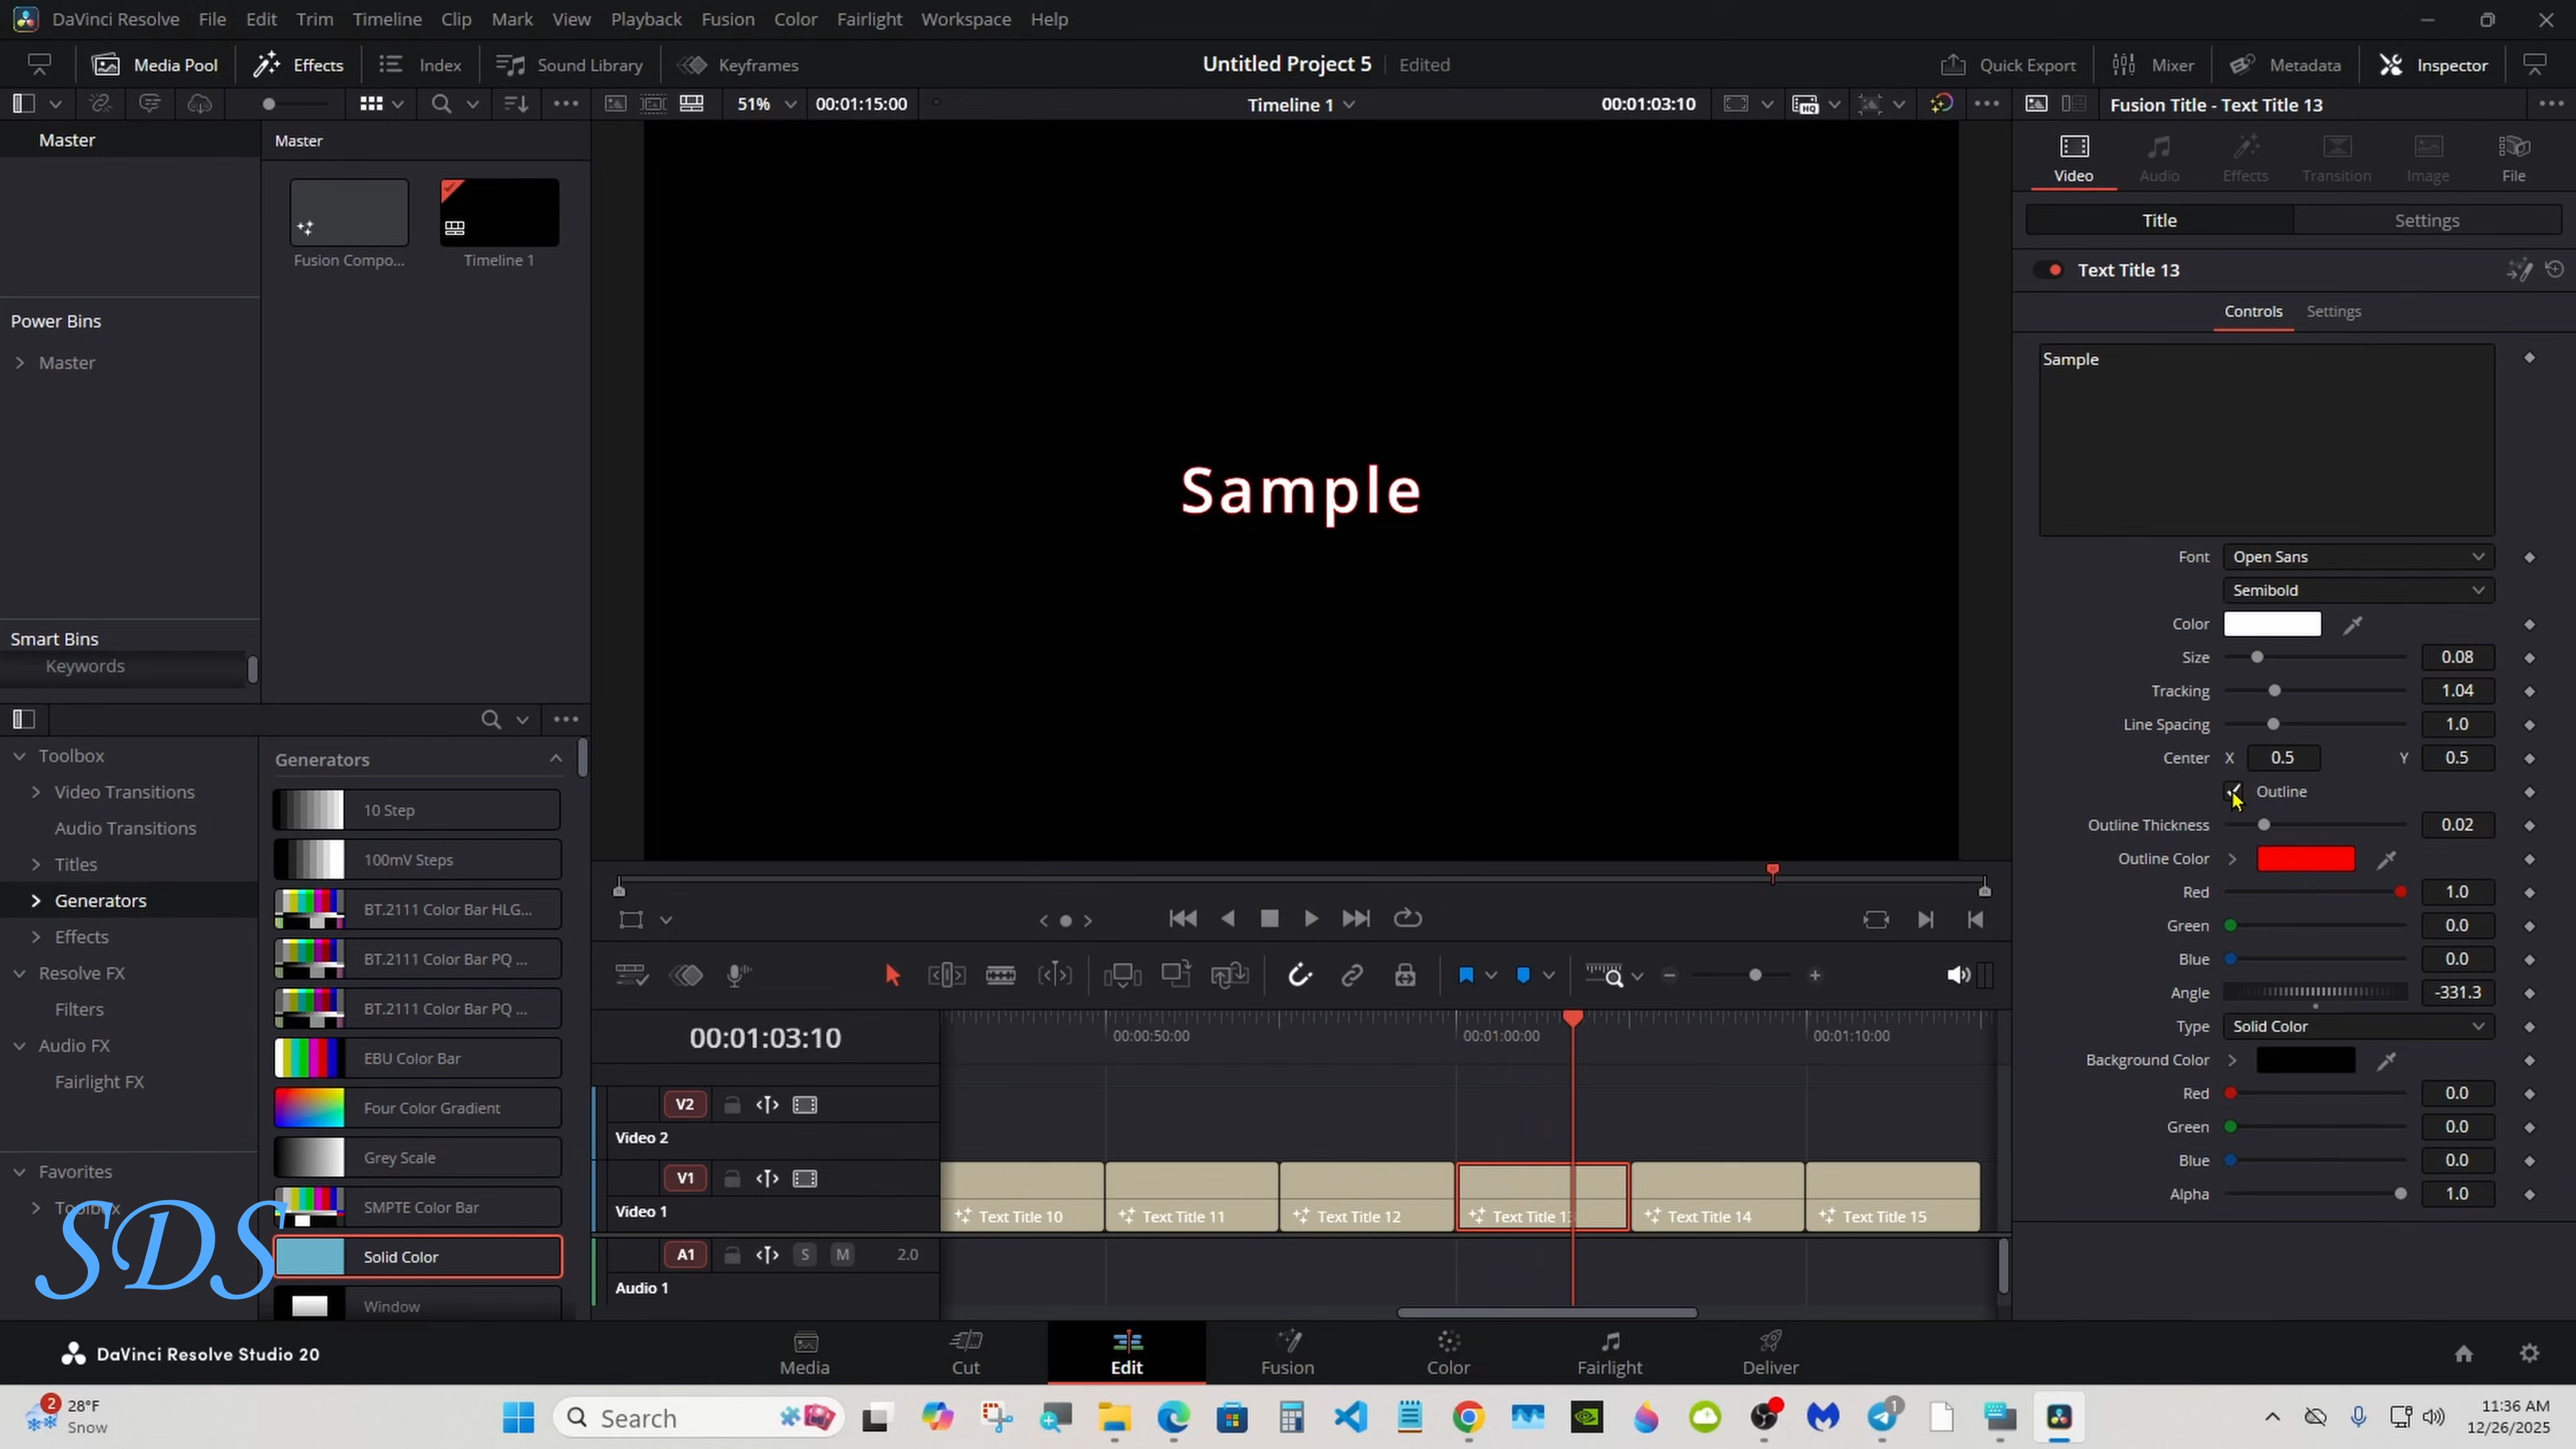 DaVinci Resolve File Edit Trim Timeline Clip Mark View Playback Fusion Color Fairlight Workspace Help
Media Pool Effects Index Sound Library Keyframes Untitled Project 5 Edited Quick Export Mixer Metadata Inspector
51% 00:01:15:00 Timeline 1 00:01:03:10 Fusion Title - Text Title 13
Master
Master
Fusion Compo...
Timeline 1
Power Bins
Master
Smart Bins
Keywords
Sample
Video Audio Effects Transition Image File
Title Settings
Text Title 13
Controls Settings
Sample
Font Open Sans
Semibold
Color
Size 0.08
Tracking 1.04
Line Spacing 1.0
Center X 0.5 Y 0.5
Outline
Outline Thickness 0.02
Outline Color
Red 1.0
Green 0.0
Blue 0.0
Angle -331.3
Type Solid Color
Background Color
Red 0.0
Green 0.0
Blue 0.0
Alpha 1.0
Toolbox
Video Transitions
Audio Transitions
Titles
Generators
Effects
Resolve FX
Filters
Audio FX
Fairlight FX
Favorites
Toolbox
SDS
Generators
10 Step
100mV Steps
BT.2111 Color Bar HLG...
BT.2111 Color Bar PQ ...
BT.2111 Color Bar PQ ...
EBU Color Bar
Four Color Gradient
Grey Scale
SMPTE Color Bar
Solid Color
Window
00:01:03:10 00:00:50:00 00:01:00:00 00:01:10:00
V2
Video 2
V1
Video 1
Text Title 10 Text Title 11 Text Title 12 Text Title 13 Text Title 14 Text Title 15
A1 S M 2.0
Audio 1
DaVinci Resolve Studio 20
Media Cut Edit Fusion Color Fairlight Deliver
2 28°F
Snow
Search
1
11:36 AM
12/26/2025